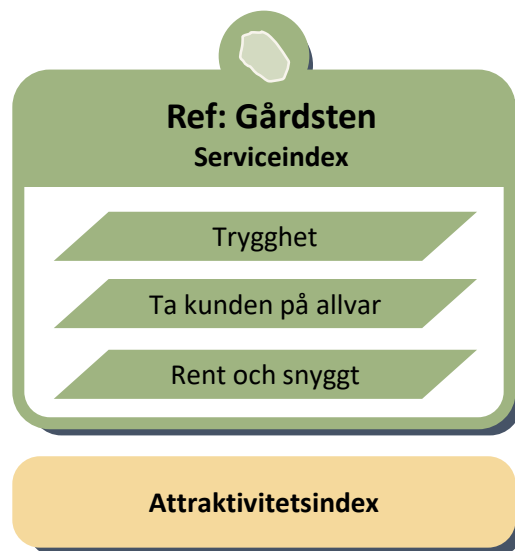 Ref: Gårdsten
Serviceindex
Trygghet
Ta kunden på allvar
Rent och snyggt
Attraktivitetsindex